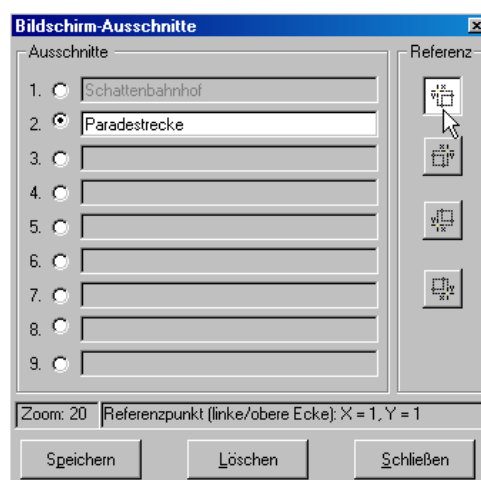 Bildschirm-Ausschnitte
Ausschnitte
Referenz
1. Schattenbahnhof
2. Paradestrecke
3.
4.
5.
6.
7.
8.
9.
Zoom: 20 Referenzpunkt (linke/obere Ecke): X = 1, Y = 1
Speichern Löschen Schließen